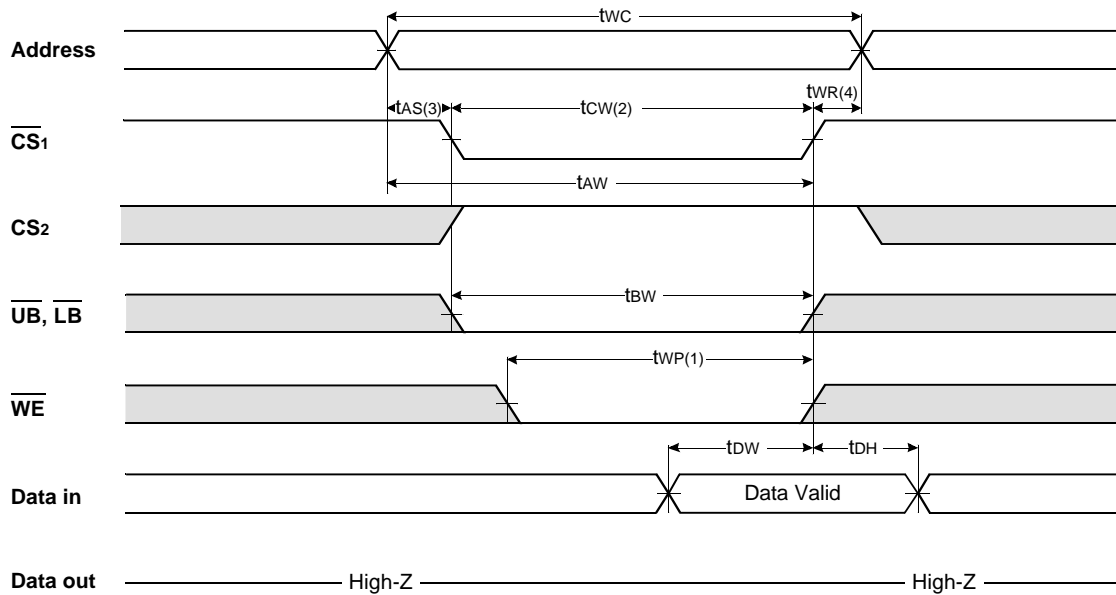 tWC
Address
tAS(3) tCW(2) tWR(4)
CS1
tAW
CS2
tBW
UB, LB
tWP(1)
WE
tDW tDH
Data in Data Valid
Data out High-Z High-Z